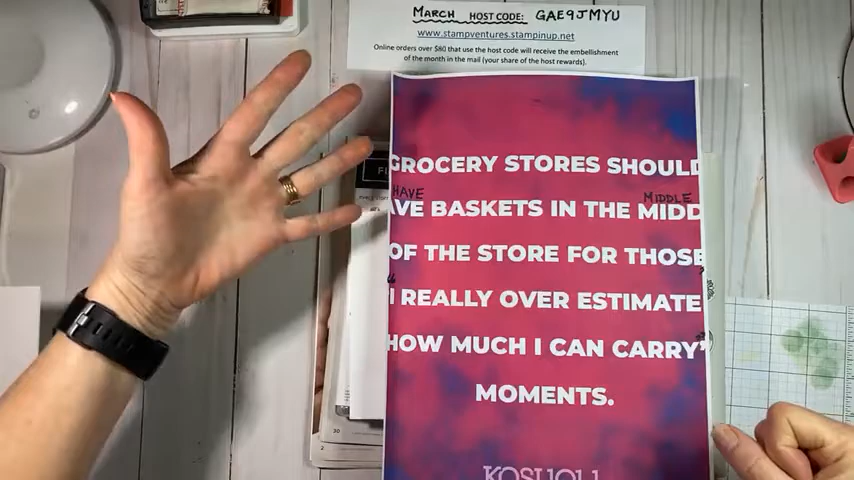 MARCH HOST CODE: GAE9JMYU
www.stampventures.stampinup.net
Online orders over $80 that use the host code will receive the embellishment
of the month in the mail (your share of the host rewards).
GROCERY STORES SHOULD
HAVE MIDDLE
AVE BASKETS IN THE MIDD
OF THE STORE FOR THOSE
"I REALLY OVER ESTIMATE
HOW MUCH I CAN CARRY"
MOMENTS.